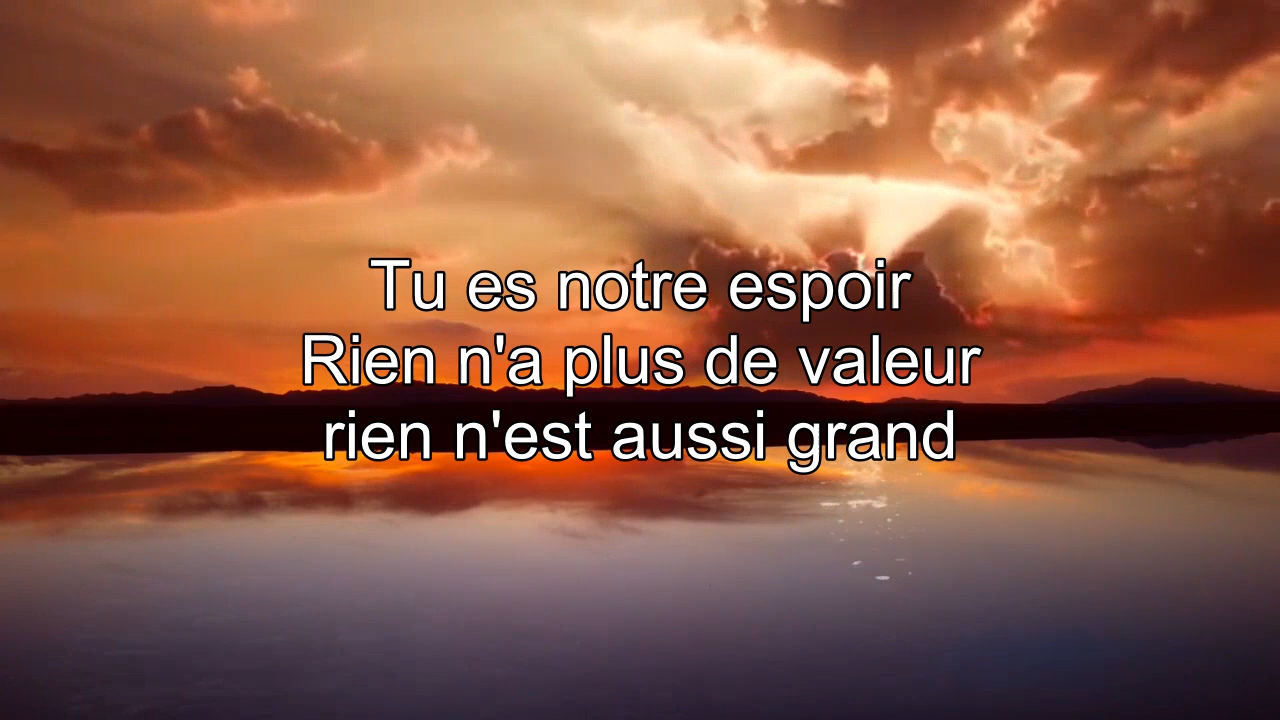 Tu es notre espoir
Rien n'a plus de valeur
rien n'est aussi grand